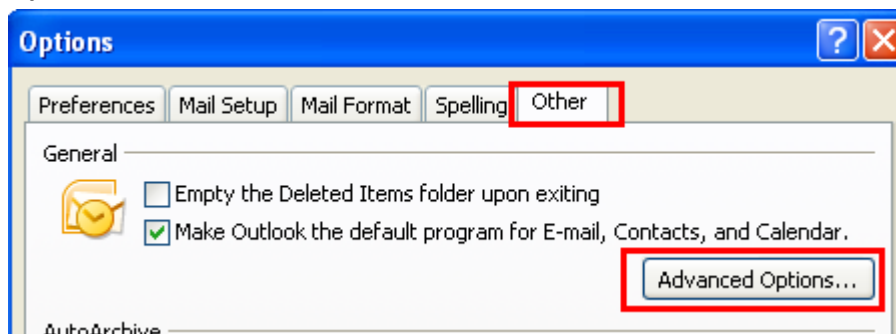 Options
Preferences Mail Setup Mail Format Spelling Other
General
Empty the Deleted Items folder upon exiting
Make Outlook the default program for E-mail, Contacts, and Calendar.
Advanced Options...
AutoArchive